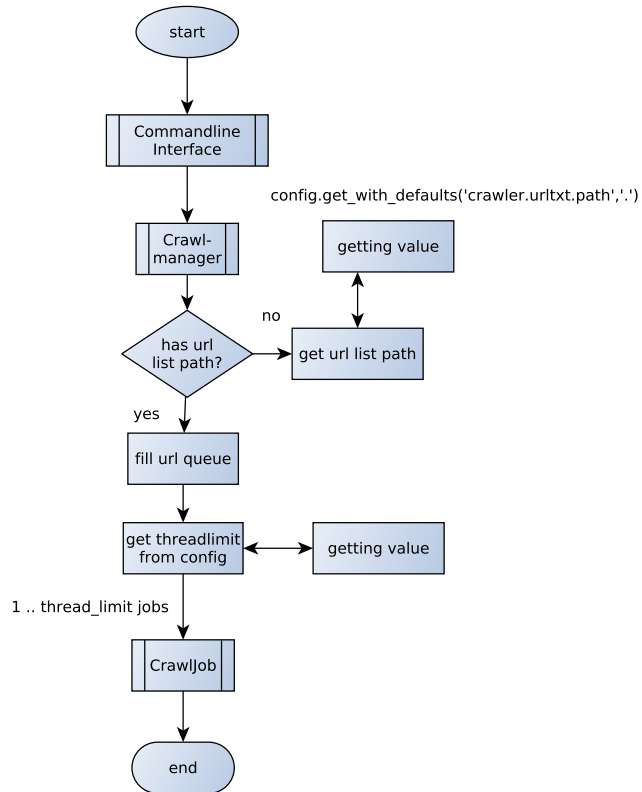 start
Commandline
Interface
config.get_with_defaults('crawler.urltxt.path','.')
Crawl-
manager
getting value
no
has url
list path?
get url list path
yes
fill url queue
get threadlimit
from config
getting value
1 .. thread_limit jobs
CrawlJob
end